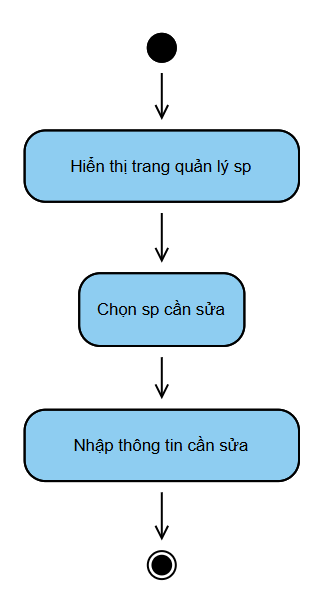 Hiển thị trang quản lý sp
Chọn sp cần sửa
Nhập thông tin cần sửa